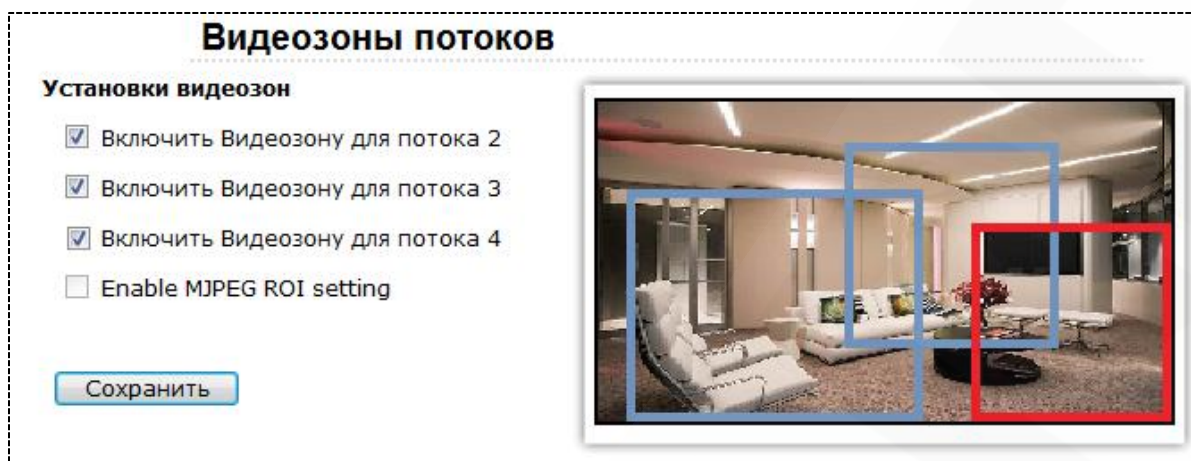 Видеозоны потоков
Установки видеозон
Включить Видеозону для потока 2
Включить Видеозону для потока 3
Включить Видеозону для потока 4
Enable MJPEG ROI setting
Сохранить